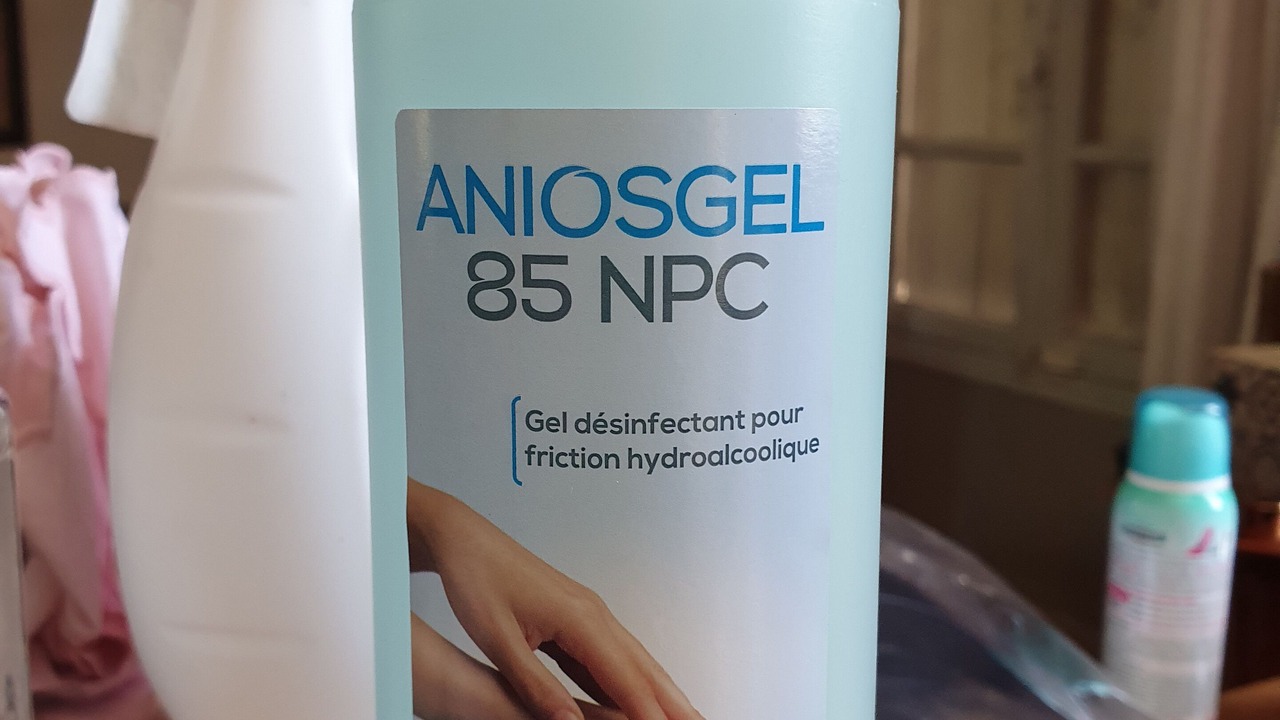 ANIOSGEL
85 NPC
Gel désinfectant pour
friction hydroalcoolique